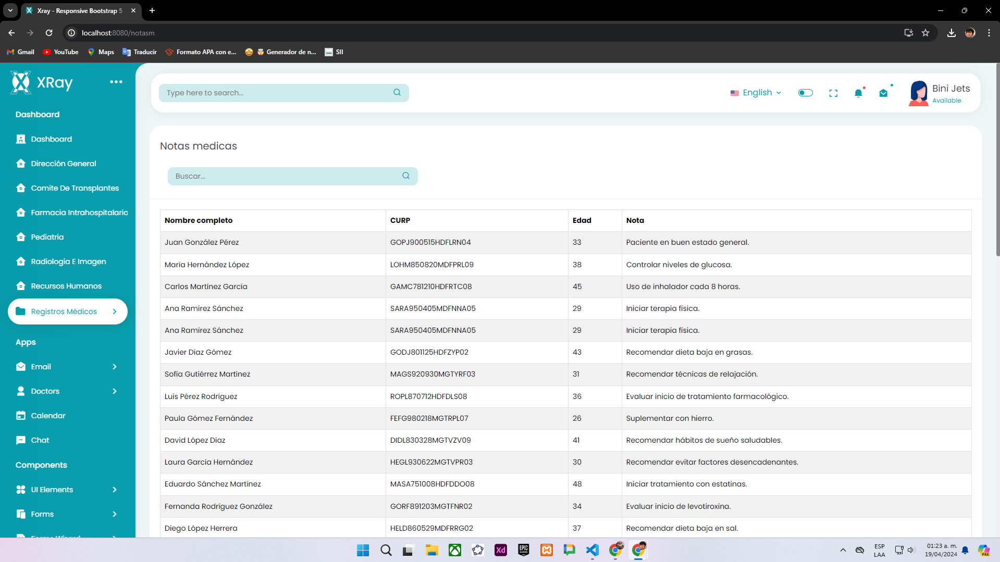 Xray - Responsive Bootstrap 5
localhost:8080/notasm
Gmail
YouTube
Maps
Traducir
Formato APA con e...
Generador de n...
SII
XRay
Dashboard
Dashboard
Dirección General
Comite De Transplantes
Farmacia Intrahospitalaria
Pediatria
Radiologia E Imagen
Recursos Humanos
Registros Médicos
Apps
Email
Doctors
Calendar
Chat
Components
UI Elements
Forms
Forms Wizard
Type here to search...
English
Bini Jets
Available
Notas medicas
Buscar...
Nombre completo CURP Edad Nota
Juan González Pérez GOPJ900515HDFLRN04 33 Paciente en buen estado general.
María Hernández López LOHM850820MDFPRL09 38 Controlar niveles de glucosa.
Carlos Martínez García GAMC781210HDFRTC08 45 Uso de inhalador cada 8 horas.
Ana Ramírez Sánchez SARA950405MDFNNA05 29 Iniciar terapia física.
Ana Ramírez Sánchez SARA950405MDFNNA05 29 Iniciar terapia física.
Javier Díaz Gómez GODJ801125HDFZYP02 43 Recomendar dieta baja en grasas.
Sofía Gutiérrez Martínez MAGS920930MGTYRF03 31 Recomendar técnicas de relajación.
Luis Pérez Rodríguez ROPL870712HDFDLS08 36 Evaluar inicio de tratamiento farmacológico.
Paula Gómez Fernández FEFG980218MGTRPL07 26 Suplementar con hierro.
David López Díaz DIDL830328MGTVZV09 41 Recomendar hábitos de sueño saludables.
Laura García Hernández HEGL930622MGTVPR03 30 Recomendar evitar factores desencadenantes.
Eduardo Sánchez Martínez MASA751008HDFDDO08 48 Iniciar tratamiento con estatinas.
Fernanda Rodríguez González GORF891203MGTFNR02 34 Evaluar inicio de levotiroxina.
Diego López Herrera HELD860529MDFRRG02 37 Recomendar dieta baja en sal.
Xd
EPIC GAMES
ESP
LAA
01:23 a. m.
19/04/2024
PRE